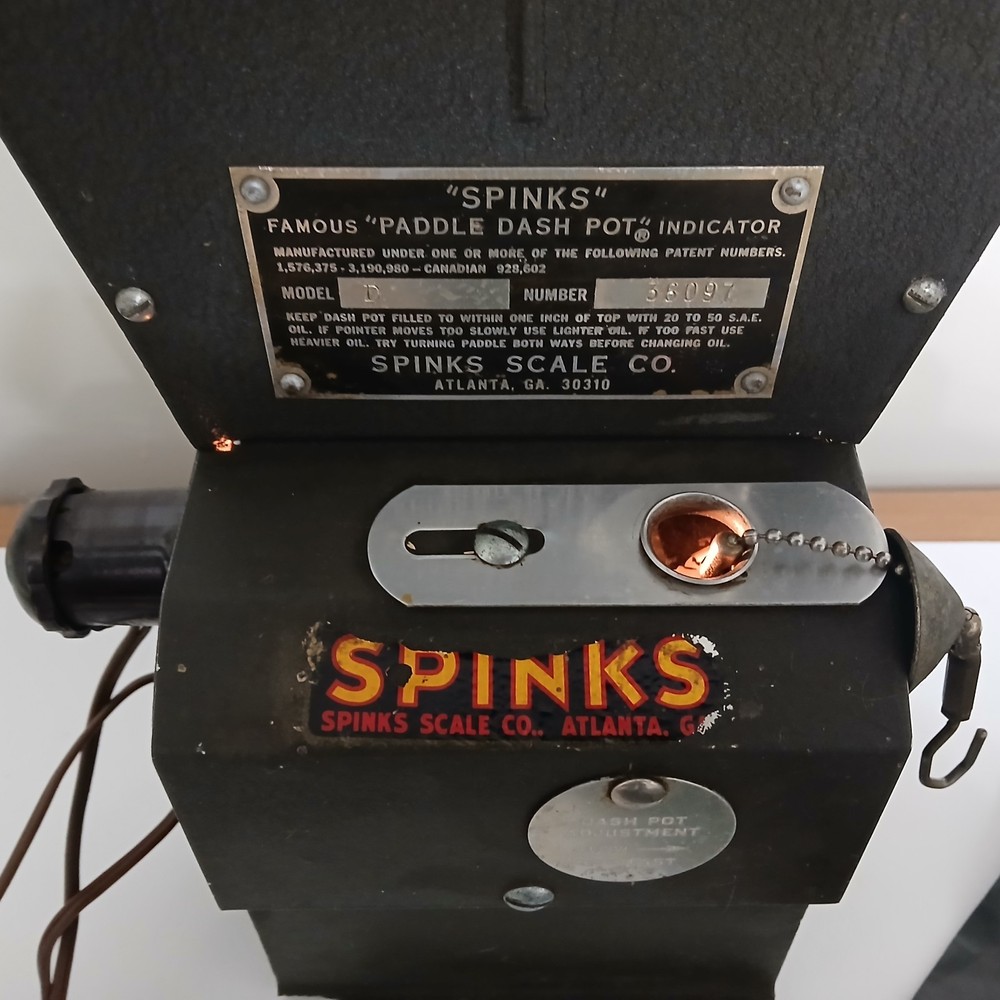 "SPINKS"
FAMOUS "PADDLE DASH POT"® INDICATOR
MANUFACTURED UNDER ONE OR MORE OF THE FOLLOWING PATENT NUMBERS.
1,576,375 - 3,190,980 - CANADIAN 928,602
MODEL D NUMBER 36097
KEEP DASH POT FILLED TO WITHIN ONE INCH OF TOP WITH 20 TO 50 S.A.E.
OIL. IF POINTER MOVES TOO SLOWLY USE LIGHTER OIL. IF TOO FAST USE
HEAVIER OIL. TRY TURNING PADDLE BOTH WAYS BEFORE CHANGING OIL.
SPINKS SCALE CO.
ATLANTA, GA. 30310
SPINKS
SPINKS SCALE CO., ATLANTA, GA
DASH POT
ADJUSTMENT